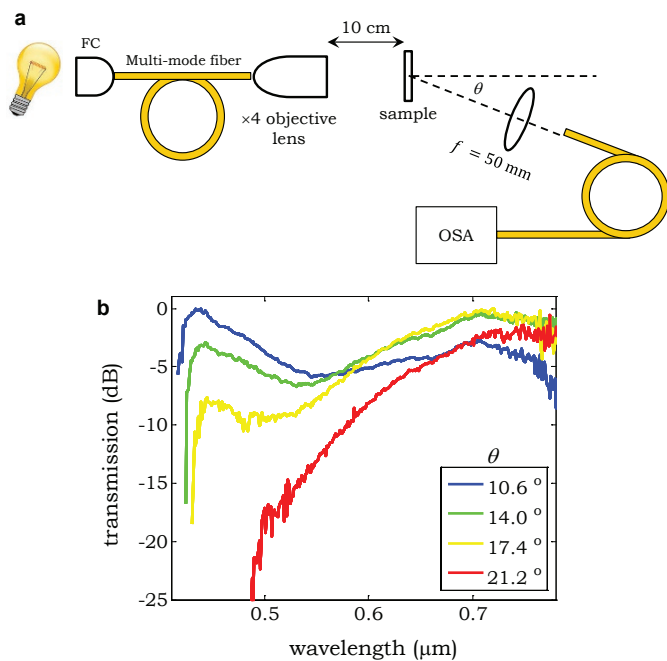 a
10 cm
FC
Multi-mode fiber
×4 objective
lens
sample
θ
f = 50 mm
OSA
b
transmission (dB)
0
-5
-10
-15
-20
-25
0.5
0.6
0.7
wavelength (μm)
θ
10.6 °
14.0 °
17.4 °
21.2 °